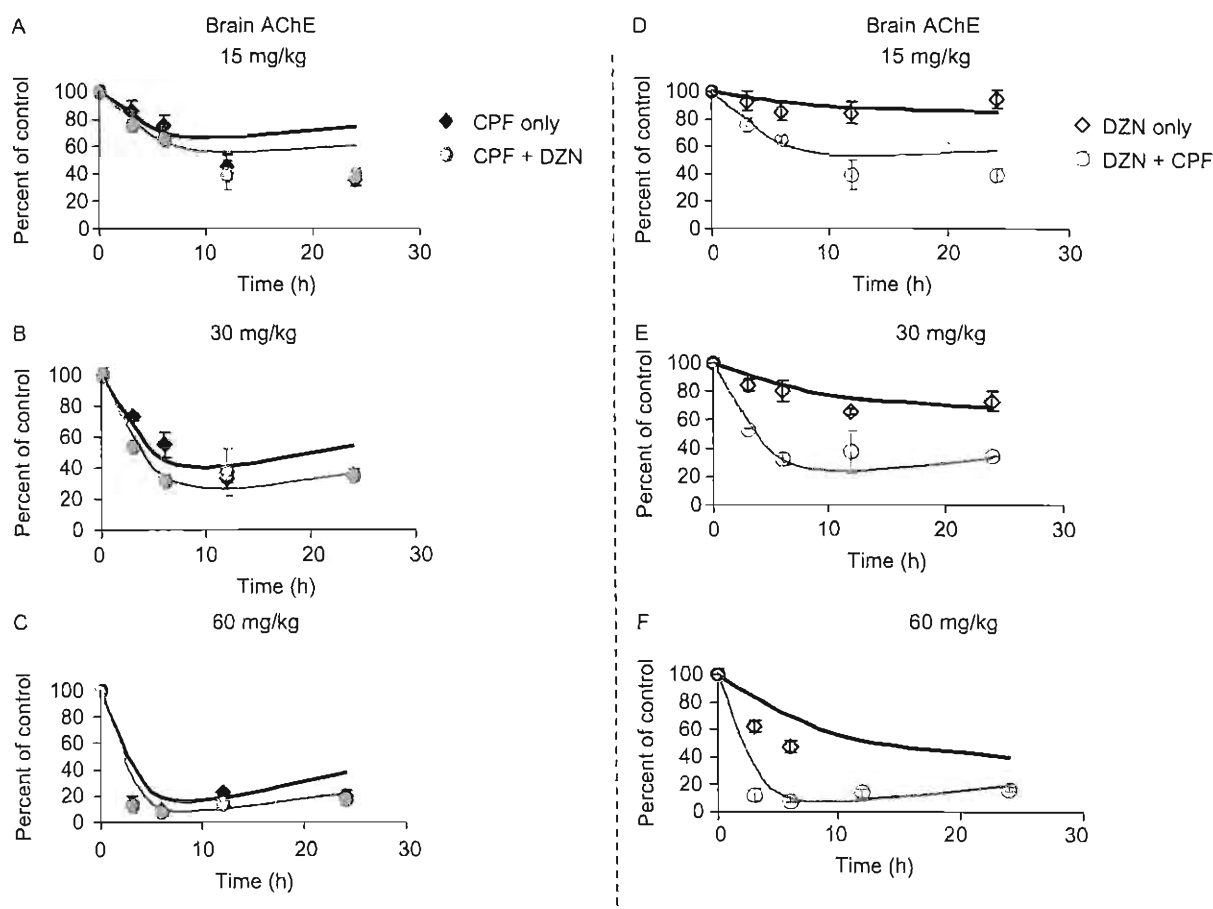 A
Brain AChE
15 mg/kg
Percent of control
100
80
60
40
20
0
0
10
20
30
Time (h)
CPF only
CPF + DZN
B
30 mg/kg
Percent of control
100
80
60
40
20
0
0
10
20
30
Time (h)
C
60 mg/kg
Percent of control
100
80
60
40
20
0
0
10
20
30
Time (h)
D
Brain AChE
15 mg/kg
Percent of control
100
80
60
40
20
0
0
10
20
30
Time (h)
DZN only
DZN + CPF
E
30 mg/kg
Percent of control
100
80
60
40
20
0
0
10
20
30
Time (h)
F
60 mg/kg
Percent of control
100
80
60
40
20
0
0
10
20
30
Time (h)